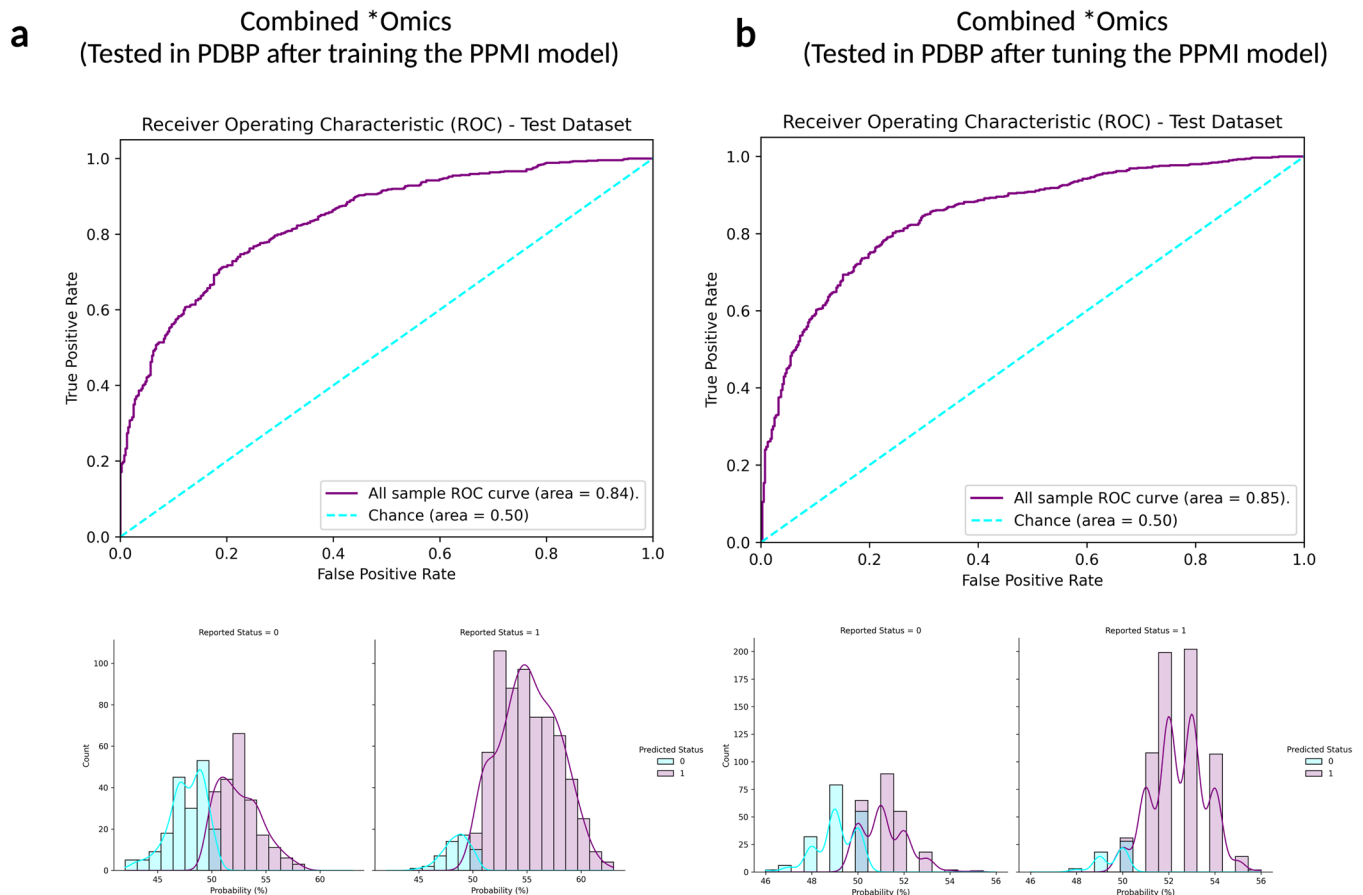 a
Combined *Omics
(Tested in PDBP after training the PPMI model)
Receiver Operating Characteristic (ROC) - Test Dataset
1.0
0.8
0.6
0.4
0.2
0.0
True Positive Rate
All sample ROC curve (area = 0.84).
Chance (area = 0.50)
0.0 0.2 0.4 0.6 0.8 1.0
False Positive Rate
Reported Status = 0
Reported Status = 1
100
80
60
40
20
0
Count
45 50 55 60
Probability (%)
45 50 55 60
Probability (%)
Predicted Status
0
1
b
Combined *Omics
(Tested in PDBP after tuning the PPMI model)
Receiver Operating Characteristic (ROC) - Test Dataset
1.0
0.8
0.6
0.4
0.2
0.0
True Positive Rate
All sample ROC curve (area = 0.85).
Chance (area = 0.50)
0.0 0.2 0.4 0.6 0.8 1.0
False Positive Rate
Reported Status = 0
Reported Status = 1
200
175
150
125
100
75
50
25
0
Count
46 48 50 52 54 56
Probability (%)
46 48 50 52 54 56
Probability (%)
Predicted Status
0
1